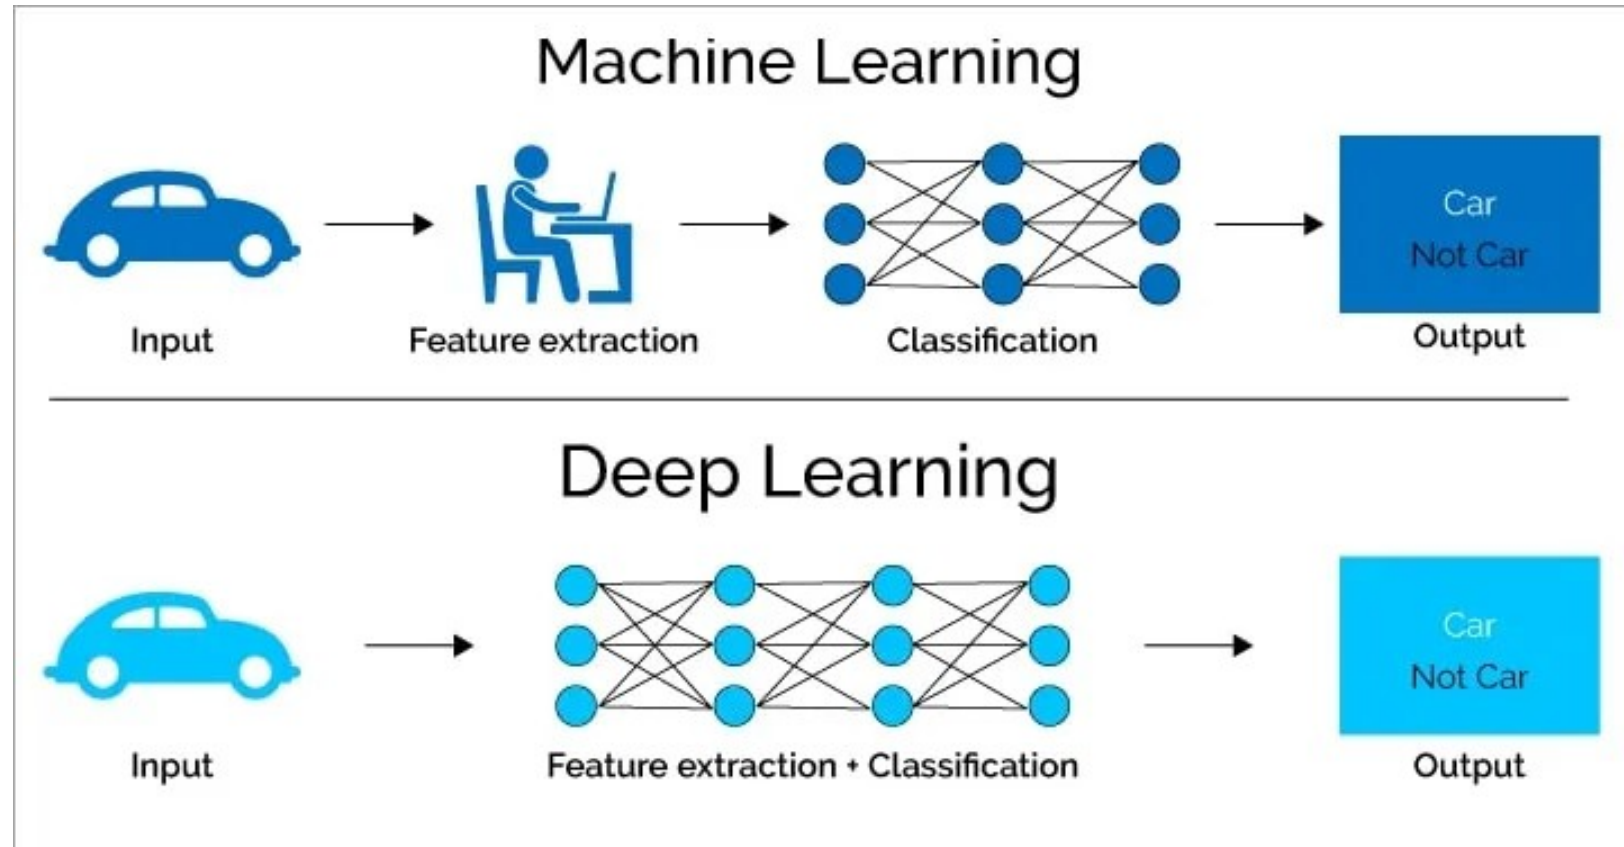 Machine Learning
Car
Not Car
Input
Feature extraction
Classification
Output
Deep Learning
Car
Not Car
Input
Feature extraction + Classification
Output